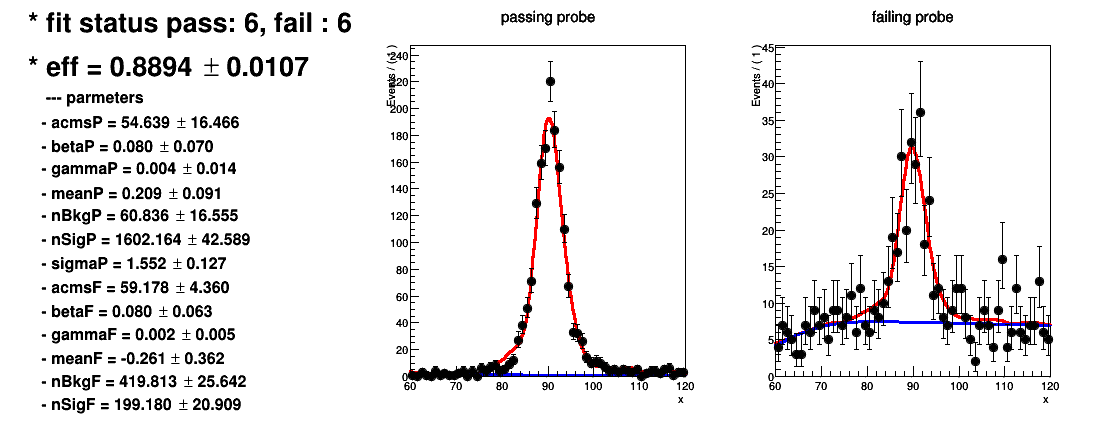 * fit status pass: 6, fail : 6
* eff = 0.8894 ± 0.0107
--- parmeters
- acmsP = 54.639 ± 16.466
- betaP = 0.080 ± 0.070
- gammaP = 0.004 ± 0.014
- meanP = 0.209 ± 0.091
- nBkgP = 60.836 ± 16.555
- nSigP = 1602.164 ± 42.589
- sigmaP = 1.552 ± 0.127
- acmsF = 59.178 ± 4.360
- betaF = 0.080 ± 0.063
- gammaF = 0.002 ± 0.005
- meanF = -0.261 ± 0.362
- nBkgF = 419.813 ± 25.642
- nSigF = 199.180 ± 20.909
passing probe
Events / ( 1 )
240
220
200
180
160
140
120
100
80
60
40
20
0
60 70 80 90 100 110 120
x
failing probe
Events / ( 1 )
45
40
35
30
25
20
15
10
5
0
60 70 80 90 100 110 120
x